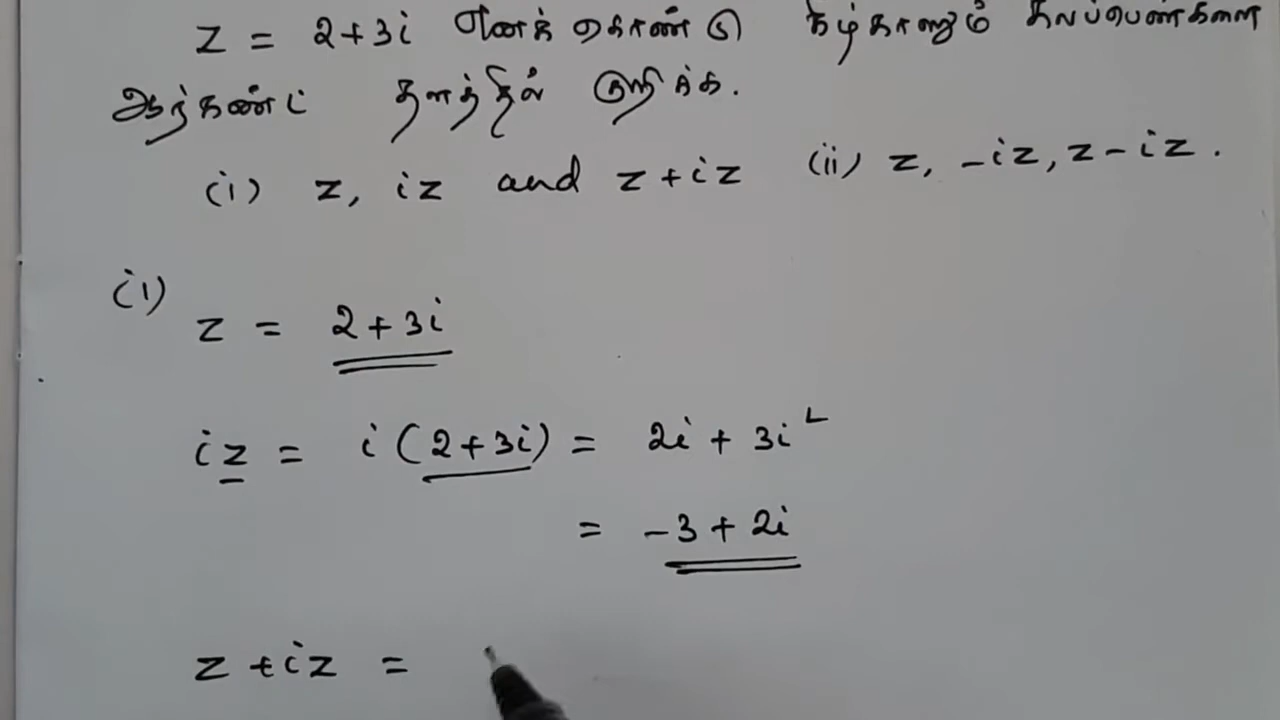 z = 2+3i எனக் கொண்டு கீழ்காணும் கலப்பெண்களை
ஆர்கண்ட் தளத்தில் குறிக்க.
(i) z, iz and z+iz (ii) z, -iz, z-iz.
(i)
z = 2+3i
iz = i(2+3i) = 2i + 3i²
= -3+2i
z+iz =